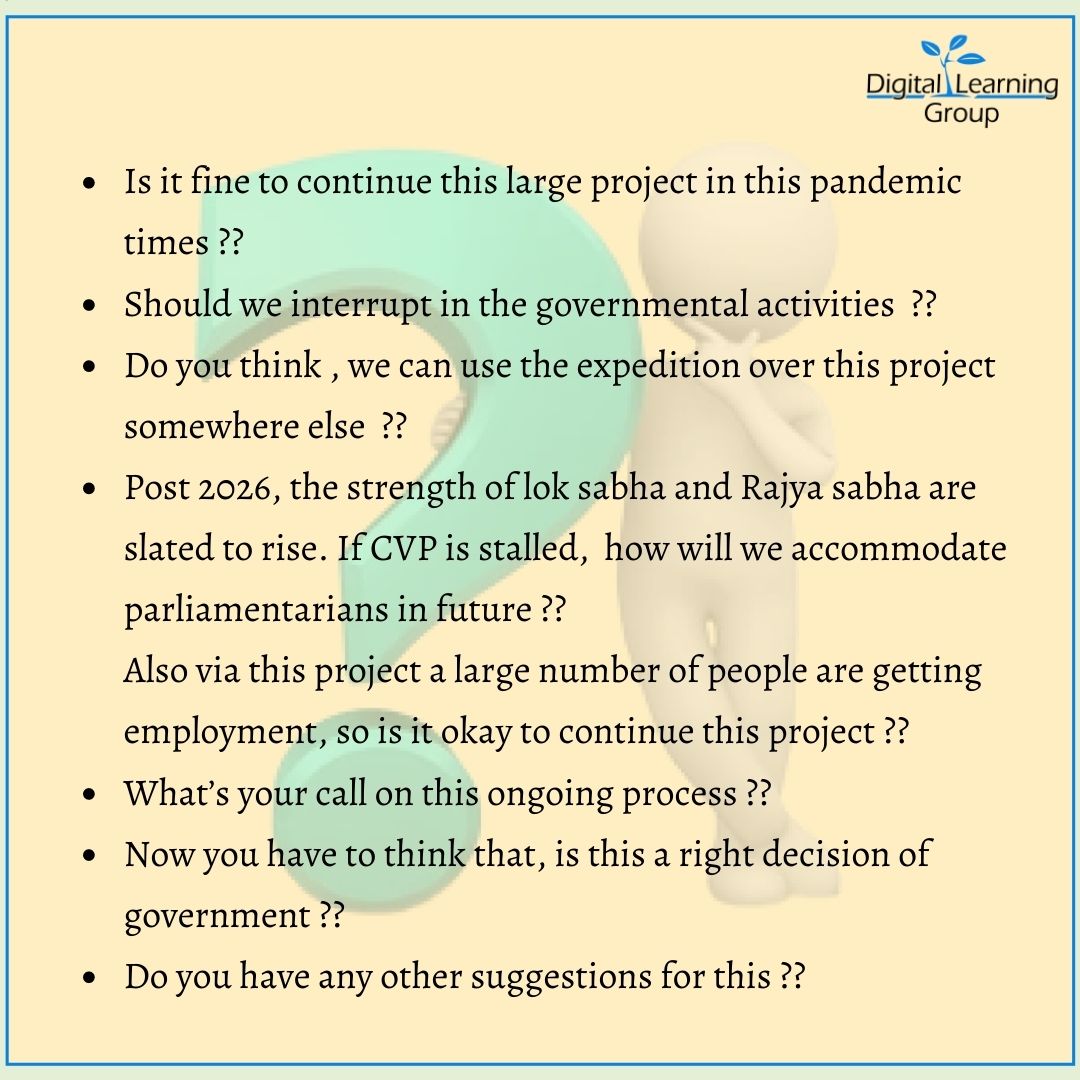 Digital Learning
Group
• Is it fine to continue this large project in this pandemic
times ??
• Should we interrupt in the governmental activities ??
• Do you think , we can use the expedition over this project
somewhere else ??
• Post 2026, the strength of lok sabha and Rajya sabha are
slated to rise. If CVP is stalled, how will we accommodate
parliamentarians in future ??
Also via this project a large number of people are getting
employment, so is it okay to continue this project ??
• What’s your call on this ongoing process ??
• Now you have to think that, is this a right decision of
government ??
• Do you have any other suggestions for this ??